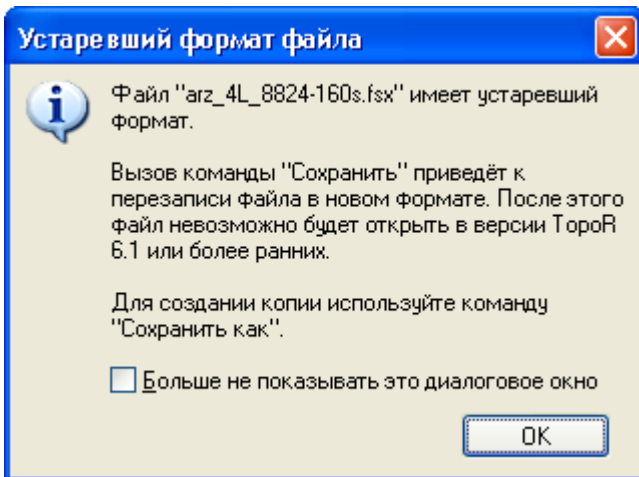 Устаревший формат файла
Файл "arz_4L_8824-160s.fsx" имеет устаревший
формат.
Вызов команды "Сохранить" приведёт к
перезаписи файла в новом формате. После этого
файл невозможно будет открыть в версии TopoR
6.1 или более ранних.
Для создании копии используйте команду
"Сохранить как".
Больше не показывать это диалоговое окно
OK